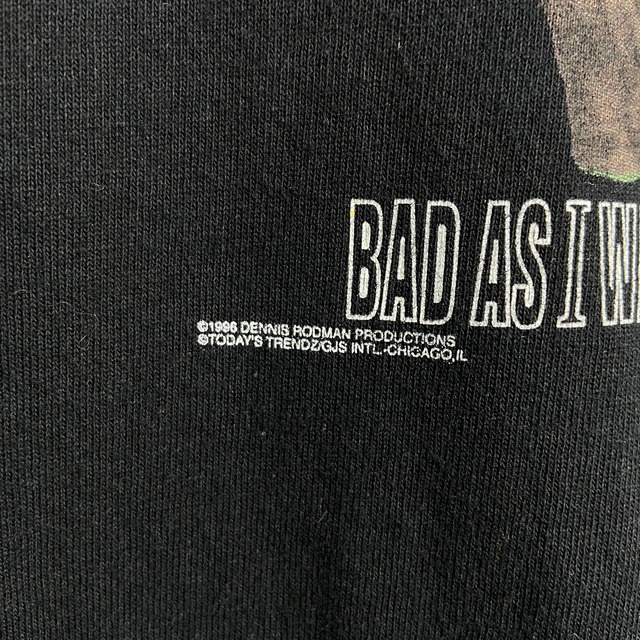 BAD AS I W
©1996 DENNIS RODMAN PRODUCTIONS
©TODAY'S TRENDZ/GJS INTL.-CHICAGO,IL